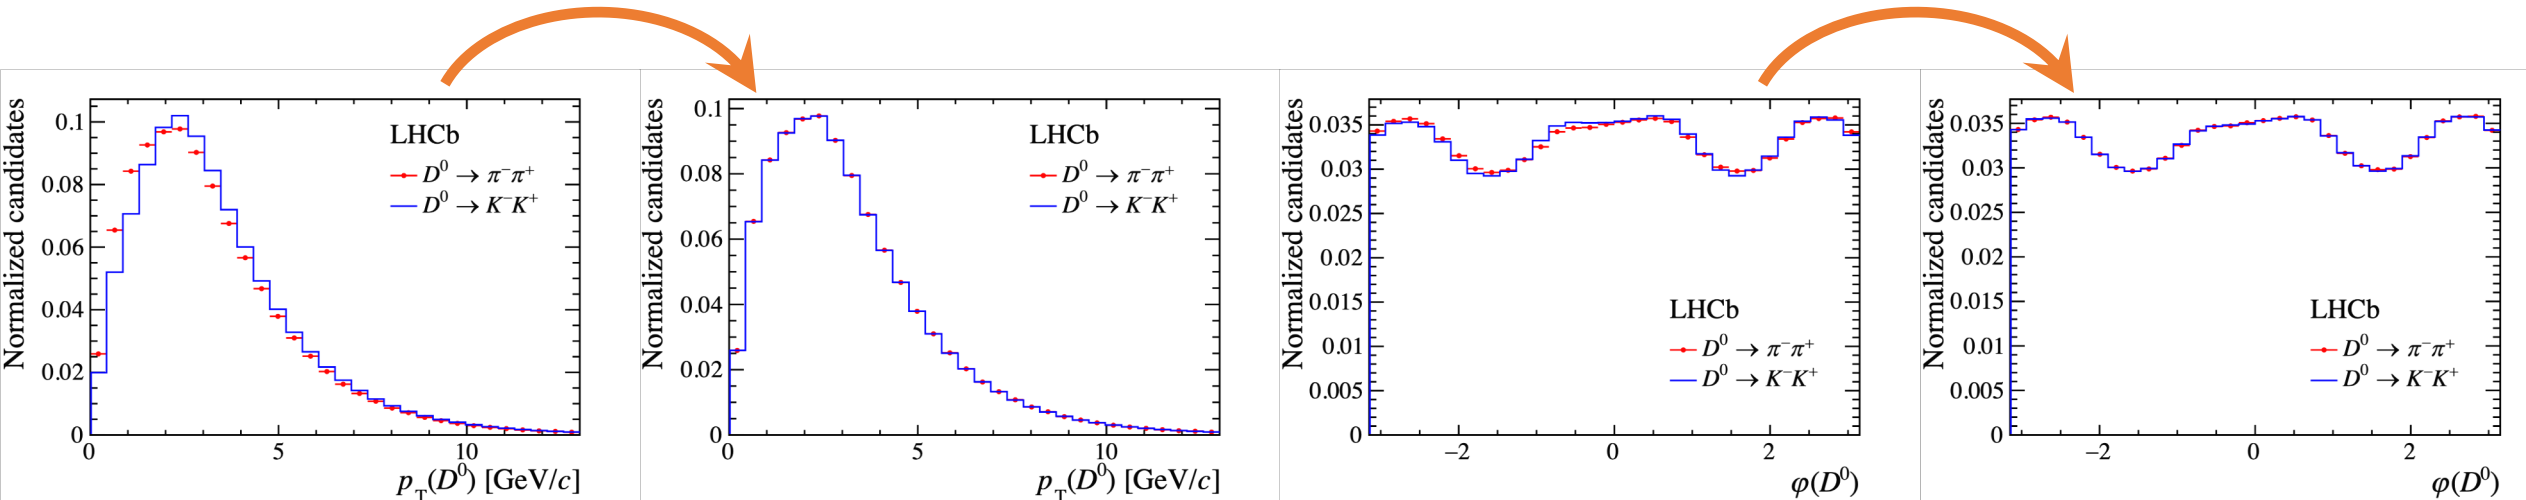 Normalized candidates
0.1
0.08
0.06
0.04
0.02
0
LHCb
D⁰ → π⁻π⁺
D⁰ → K⁻K⁺
0 5 10
p_T(D⁰) [GeV/c]
Normalized candidates
0.1
0.08
0.06
0.04
0.02
0
LHCb
D⁰ → π⁻π⁺
D⁰ → K⁻K⁺
0 5 10
p_T(D⁰) [GeV/c]
Normalized candidates
0.035
0.03
0.025
0.02
0.015
0.01
0.005
0
LHCb
D⁰ → π⁻π⁺
D⁰ → K⁻K⁺
−2 0 2
φ(D⁰)
Normalized candidates
0.035
0.03
0.025
0.02
0.015
0.01
0.005
0
LHCb
D⁰ → π⁻π⁺
D⁰ → K⁻K⁺
−2 0 2
φ(D⁰)